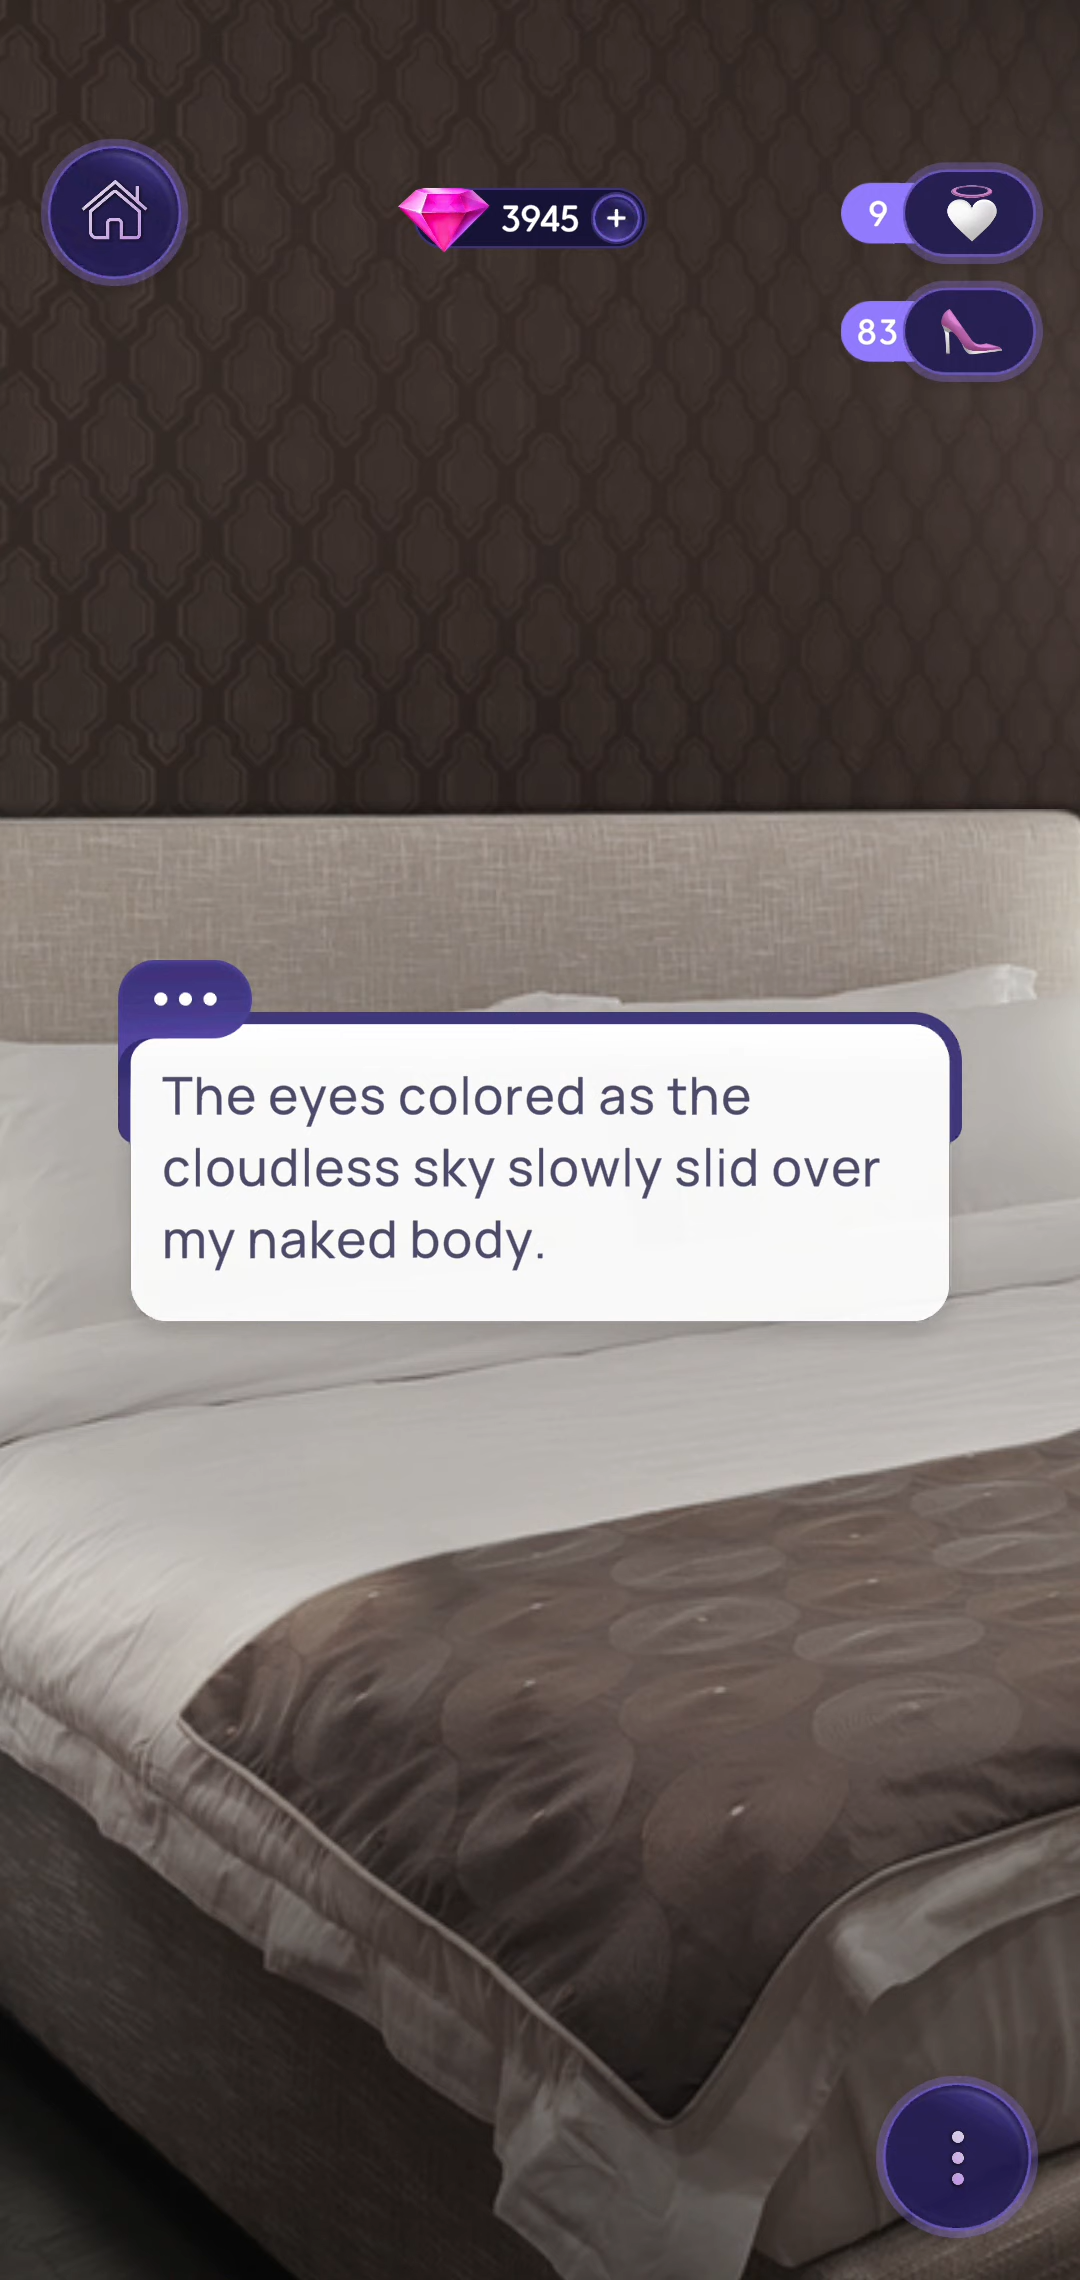 3945
9
83
The eyes colored as the
cloudless sky slowly slid over
my naked body.